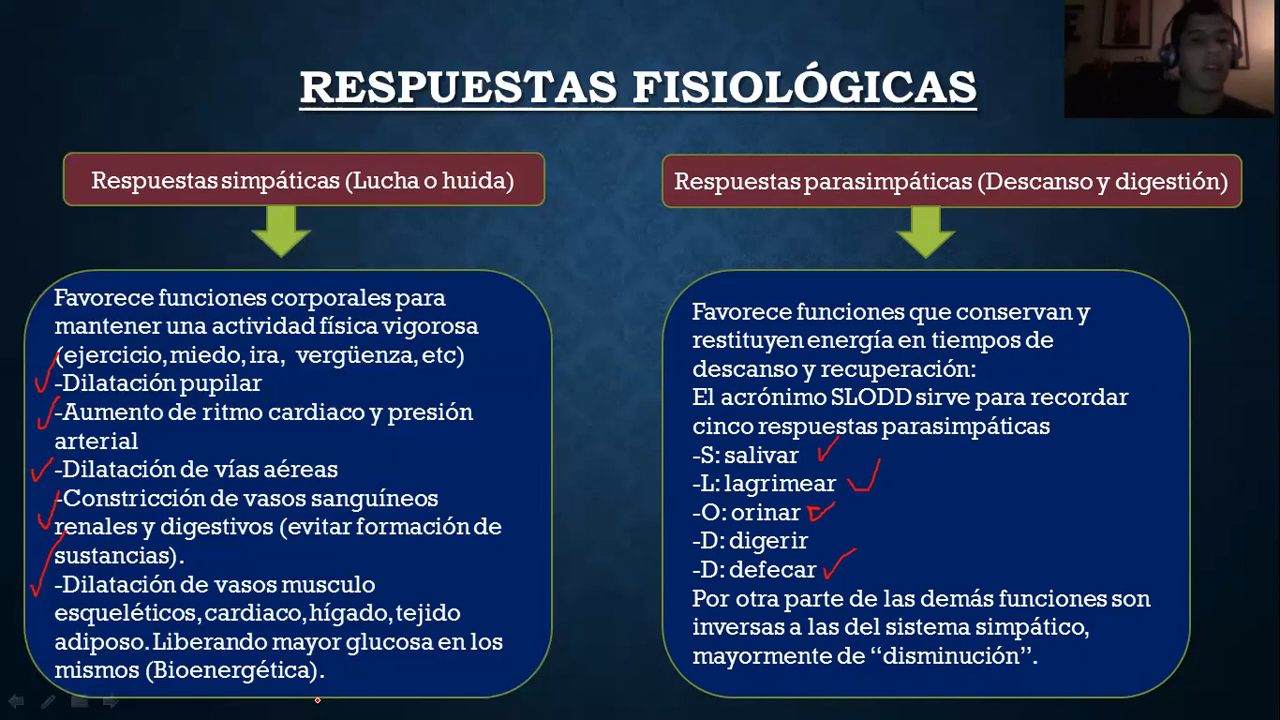 RESPUESTAS FISIOLÓGICAS
Respuestas simpáticas (Lucha o huida)
Favorece funciones corporales para
mantener una actividad física vigorosa
(ejercicio, miedo, ira, vergüenza, etc)
-Dilatación pupilar
-Aumento de ritmo cardiaco y presión
arterial
-Dilatación de vías aéreas
-Constricción de vasos sanguíneos
renales y digestivos (evitar formación de
sustancias).
-Dilatación de vasos musculo
esqueléticos, cardiaco, hígado, tejido
adiposo. Liberando mayor glucosa en los
mismos (Bioenergética).
Respuestas parasimpáticas (Descanso y digestión)
Favorece funciones que conservan y
restituyen energía en tiempos de
descanso y recuperación:
El acrónimo SLODD sirve para recordar
cinco respuestas parasimpáticas
-S: salivar
-L: lagrimear
-O: orinar
-D: digerir
-D: defecar
Por otra parte de las demás funciones son
inversas a las del sistema simpático,
mayormente de “disminución”.